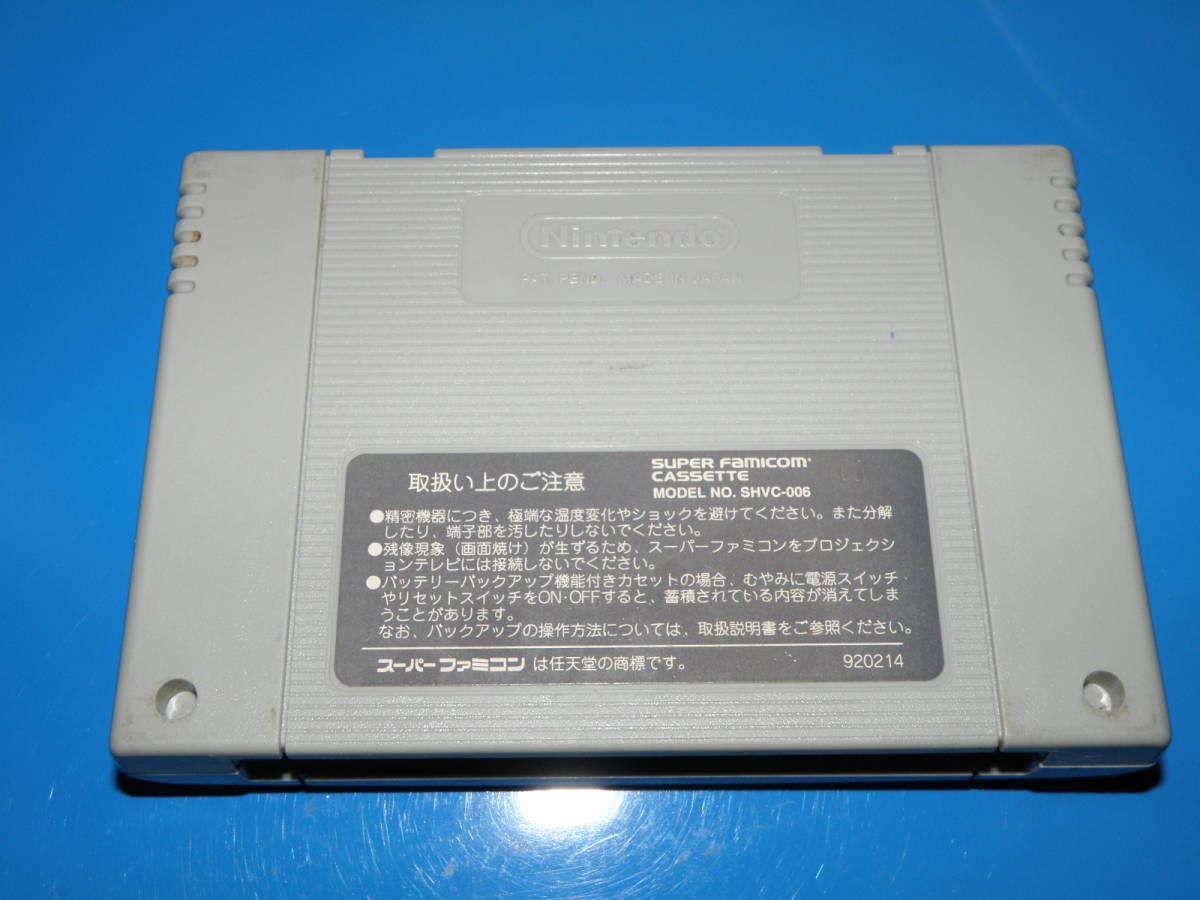 Nintendo
PAT. PEND. MADE IN JAPAN
取扱い上のご注意
SUPER FAMICOM
CASSETTE
MODEL NO. SHVC-006
●精密機器につき、極端な温度変化やショックを避けてください。また分解
したり、端子部を汚したりしないでください。
●残像現象（画面焼け）が生ずるため、スーパーファミコンをプロジェクシ
ョンテレビには接続しないでください。
●バッテリーバックアップ機能付きカセットの場合、むやみに電源スイッチ
やリセットスイッチをON・OFFすると、蓄積されている内容が消えてしま
うことがあります。
なお、バックアップの操作方法については、取扱説明書をご参照ください。
スーパーファミコン は任天堂の商標です。 920214